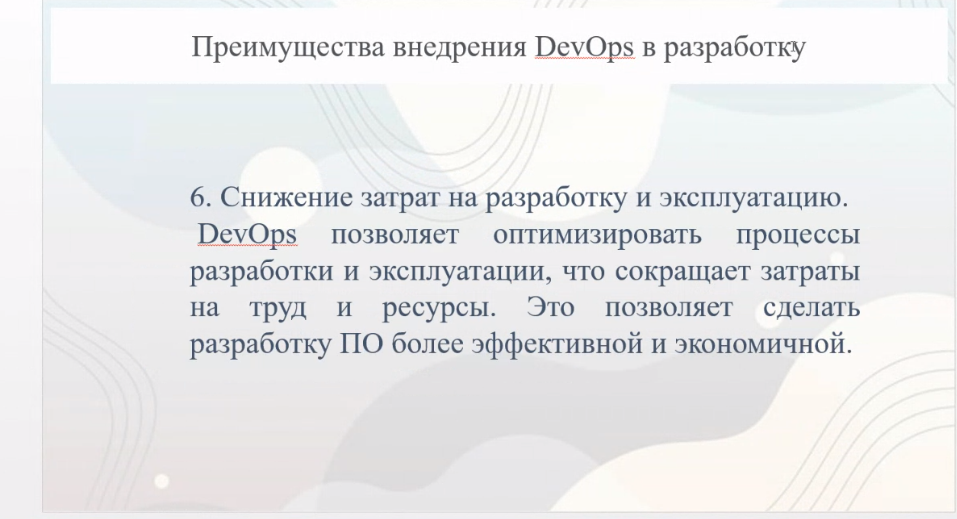 Преимущества внедрения DevOps в разработку
6. Снижение затрат на разработку и эксплуатацию.
DevOps позволяет оптимизировать процессы
разработки и эксплуатации, что сокращает затраты
на труд и ресурсы. Это позволяет сделать
разработку ПО более эффективной и экономичной.